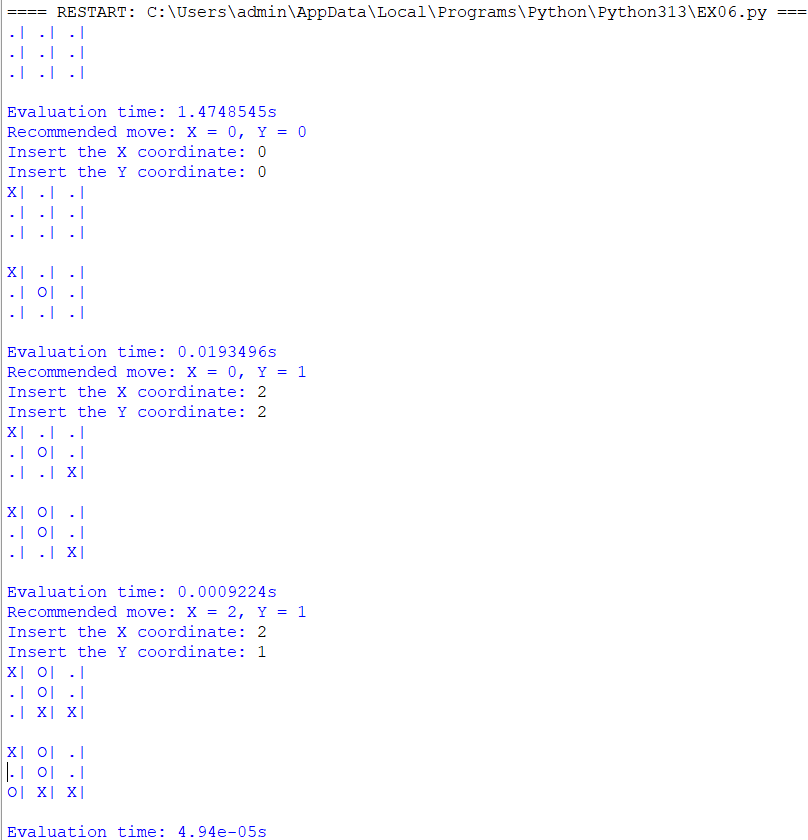 ==== RESTART: C:\Users\admin\AppData\Local\Programs\Python\Python313\EX06.py ===
.| .| .|
.| .| .|
.| .| .|
Evaluation time: 1.4748545s
Recommended move: X = 0, Y = 0
Insert the X coordinate: 0
Insert the Y coordinate: 0
X| .| .|
.| .| .|
.| .| .|
X| .| .|
.| O| .|
.| .| .|
Evaluation time: 0.0193496s
Recommended move: X = 0, Y = 1
Insert the X coordinate: 2
Insert the Y coordinate: 2
X| .| .|
.| O| .|
.| .| X|
X| O| .|
.| O| .|
.| .| X|
Evaluation time: 0.0009224s
Recommended move: X = 2, Y = 1
Insert the X coordinate: 2
Insert the Y coordinate: 1
X| O| .|
.| O| .|
.| X| X|
X| O| .|
.| O| .|
O| X| X|
Evaluation time: 4.94e-05s